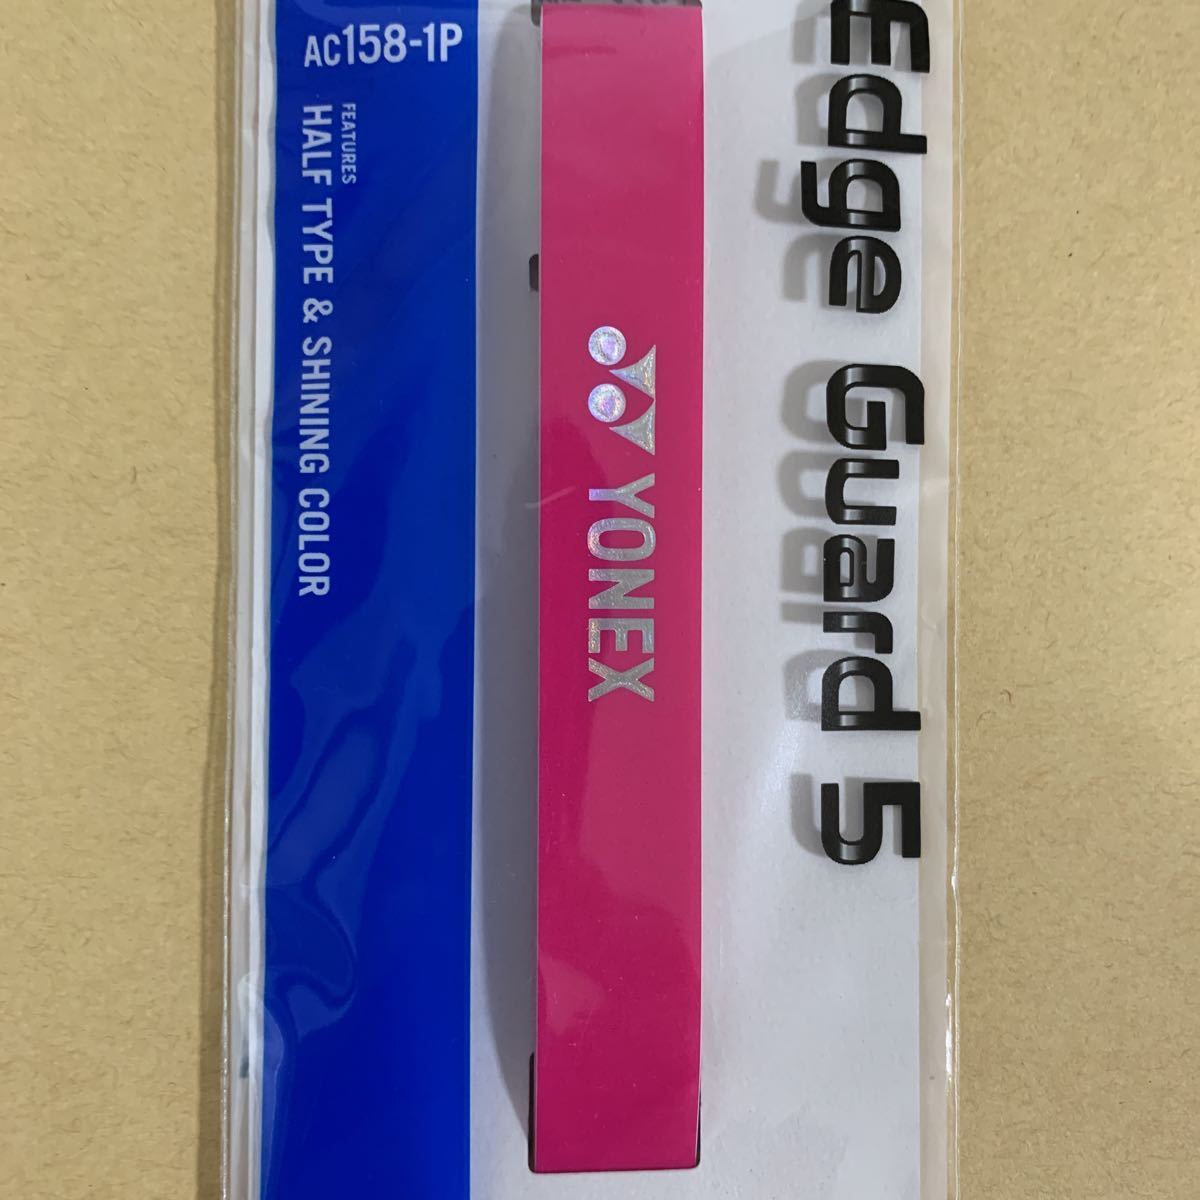 AC158-1P
FEATURES
HALF TYPE & SHINING COLOR
YONEX
Edge Guard 5